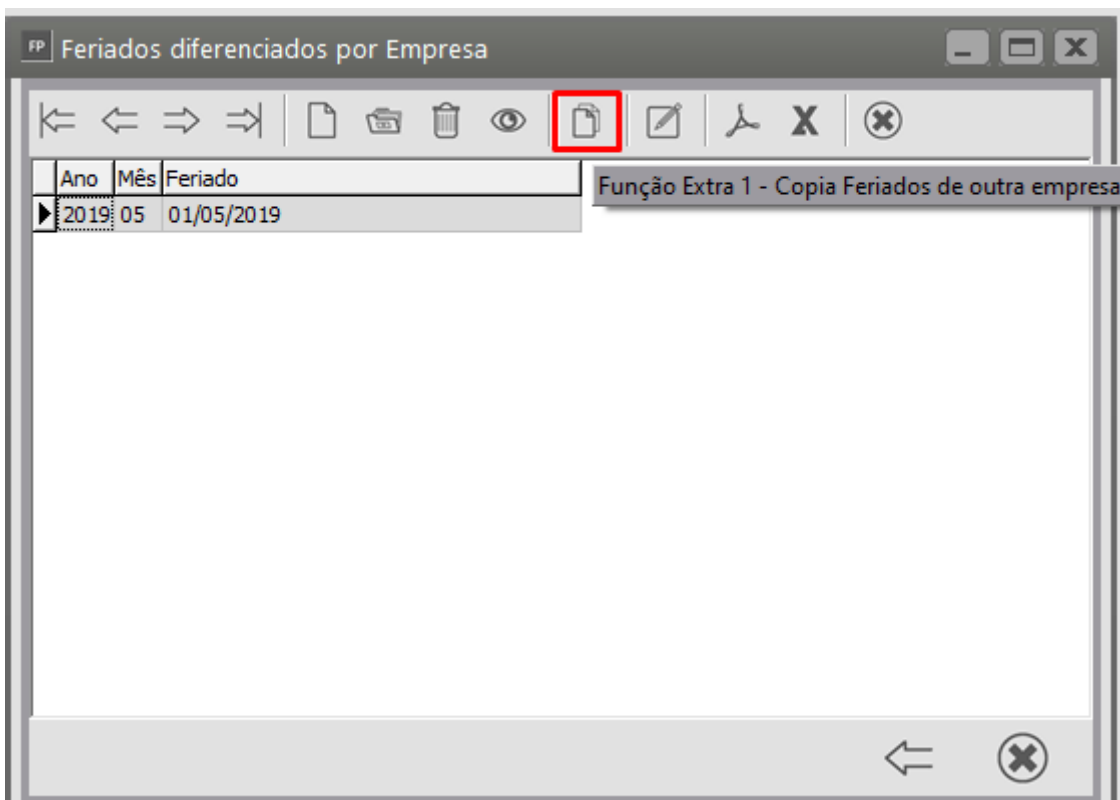 FP Feriados diferenciados por Empresa
Ano Mês Feriado
Função Extra 1 - Copia Feriados de outra empresa
2019 05 01/05/2019